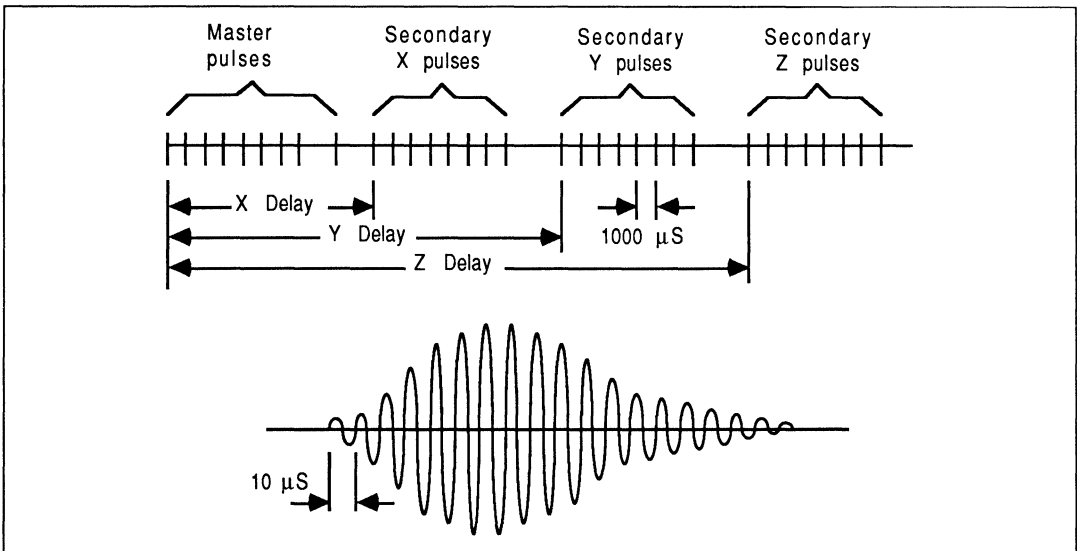 Master
pulses
Secondary
X pulses
Secondary
Y pulses
Secondary
Z pulses
X Delay
Y Delay
1000 µS
Z Delay
10 µS